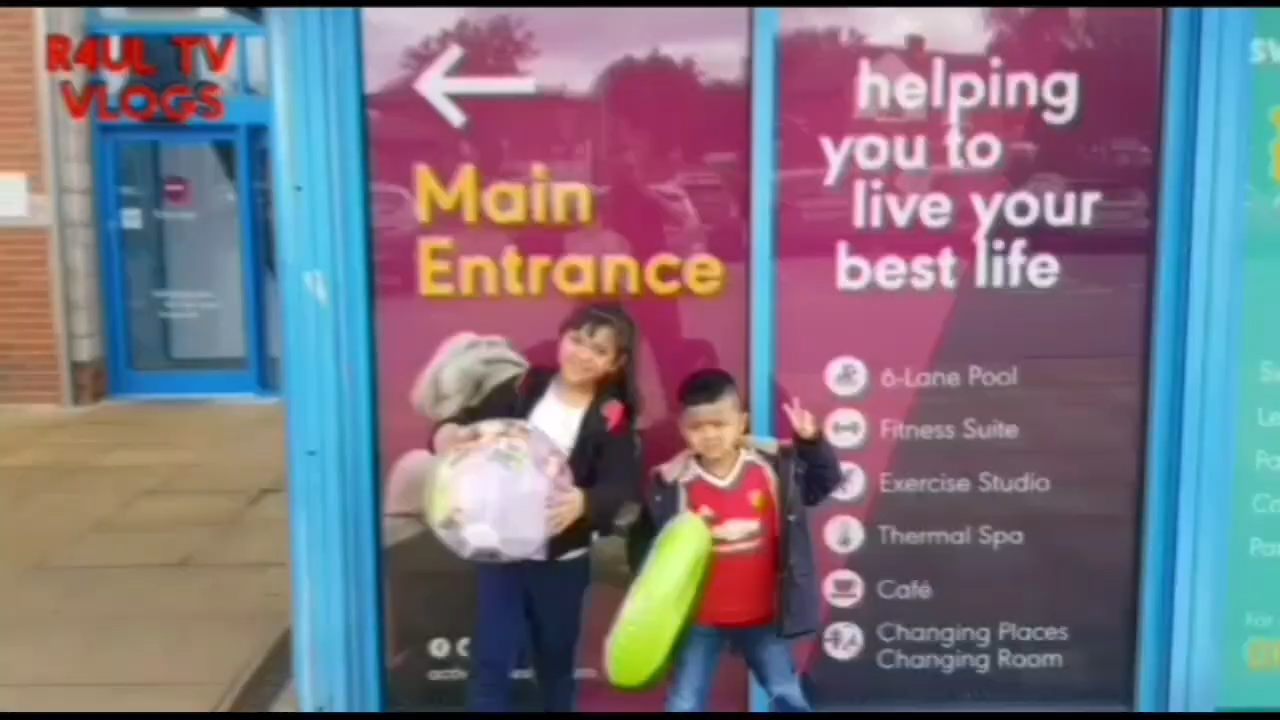 R4UL TV
VLOGS
Main
Entrance
helping
you to
live your
best life
6-Lane Pool
Fitness Suite
Exercise Studio
Thermal Spa
Café
Changing Places
Changing Room